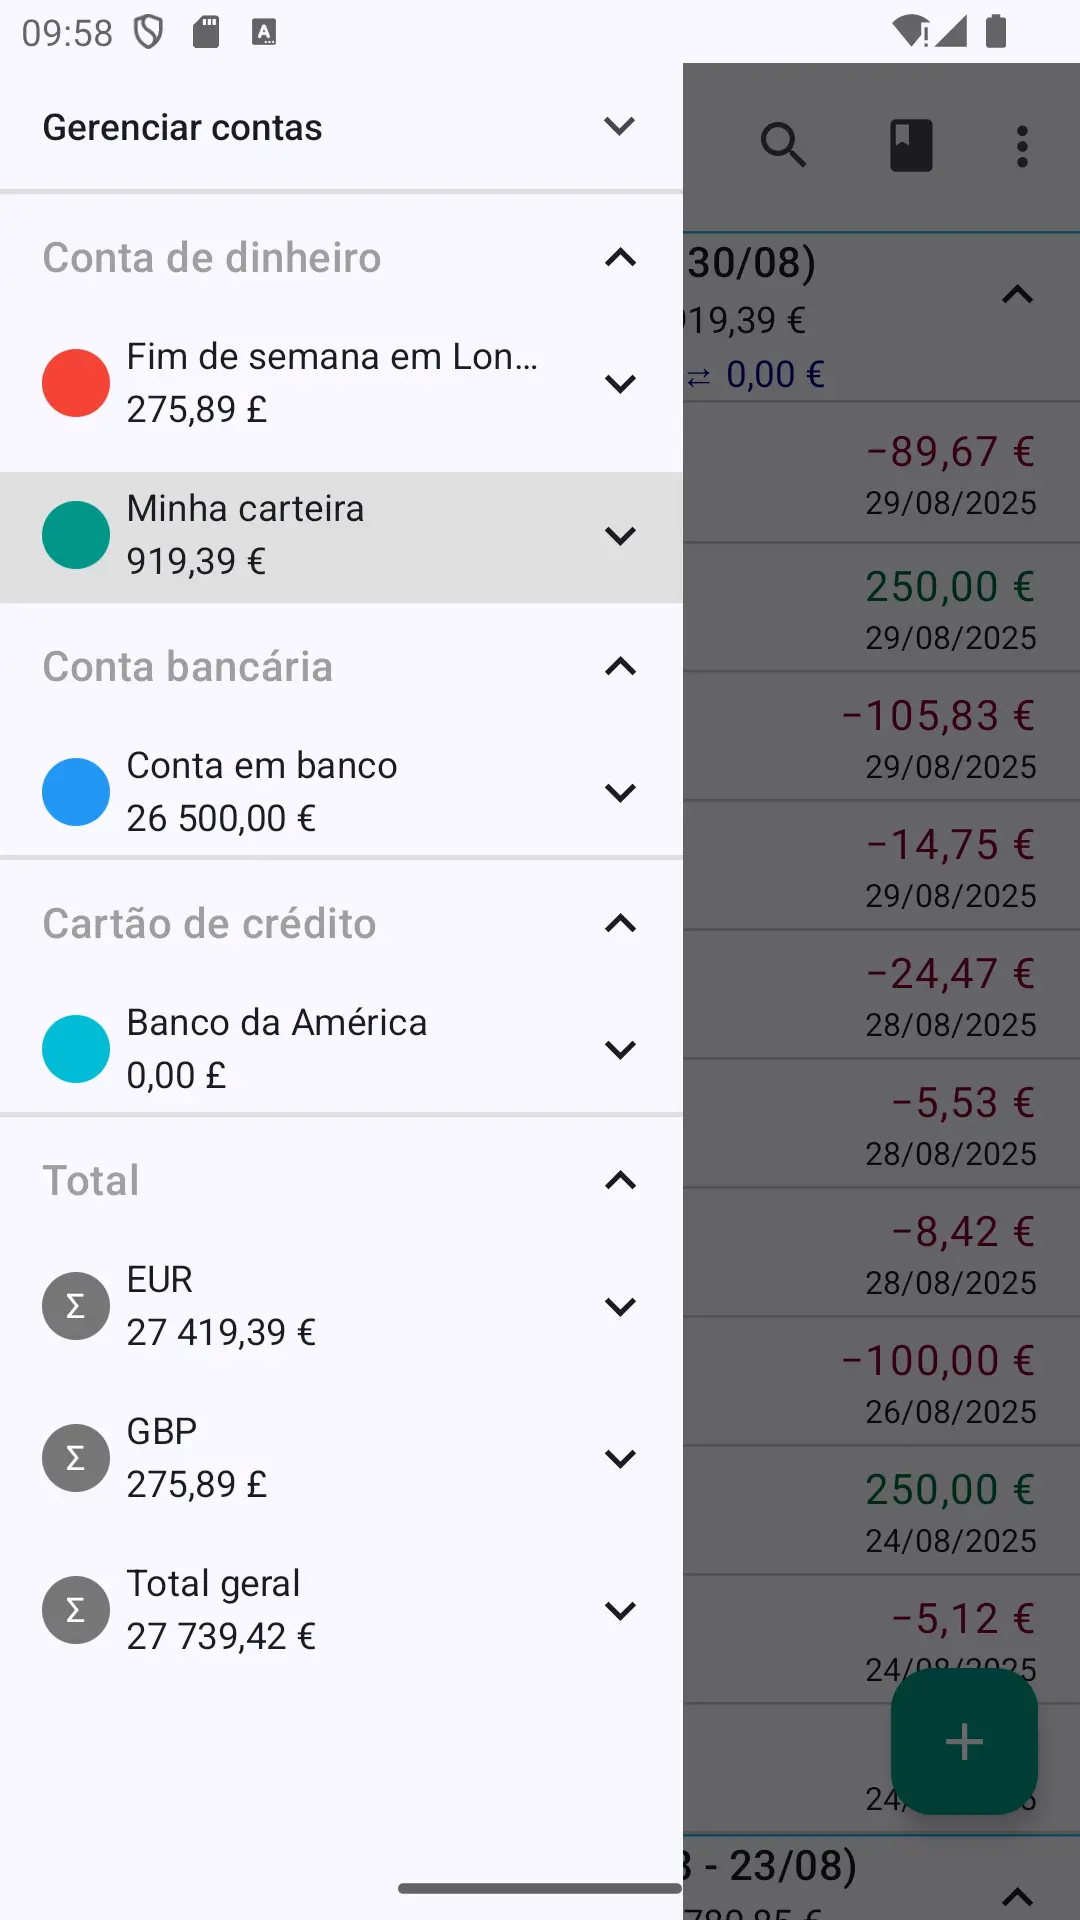 09:58
Gerenciar contas
Conta de dinheiro
Fim de semana em Lon...
275,89 £
Minha carteira
919,39 €
Conta bancária
Conta em banco
26 500,00 €
Cartão de crédito
Banco da América
0,00 £
Total
Σ EUR
27 419,39 €
Σ GBP
275,89 £
Σ Total geral
27 739,42 €
30/08)
919,39 €
⇄ 0,00 €
−89,67 €
29/08/2025
250,00 €
29/08/2025
−105,83 €
29/08/2025
−14,75 €
29/08/2025
−24,47 €
28/08/2025
−5,53 €
28/08/2025
−8,42 €
28/08/2025
−100,00 €
26/08/2025
250,00 €
24/08/2025
−5,12 €
24/08/2025
- 23/08)